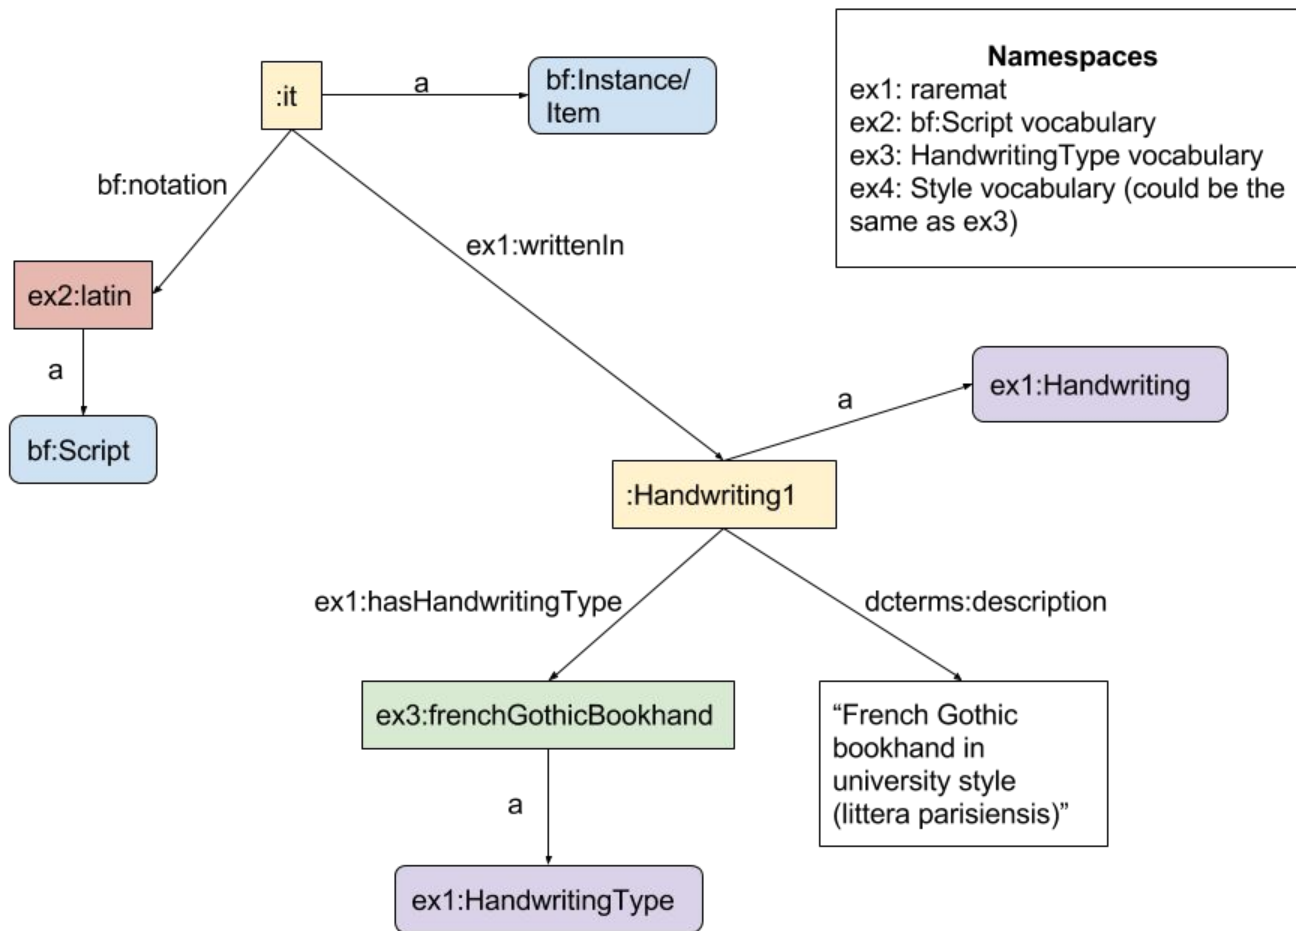 Namespaces
ex1: raremat
ex2: bf:Script vocabulary
ex3: HandwritingType vocabulary
ex4: Style vocabulary (could be the
same as ex3)
:it
a
bf:Instance/
Item
bf:notation
ex1:writtenIn
ex2:latin
a
bf:Script
a
ex1:Handwriting
:Handwriting1
ex1:hasHandwritingType
dcterms:description
ex3:frenchGothicBookhand
“French Gothic
bookhand in
university style
(littera parisiensis)”
a
ex1:HandwritingType